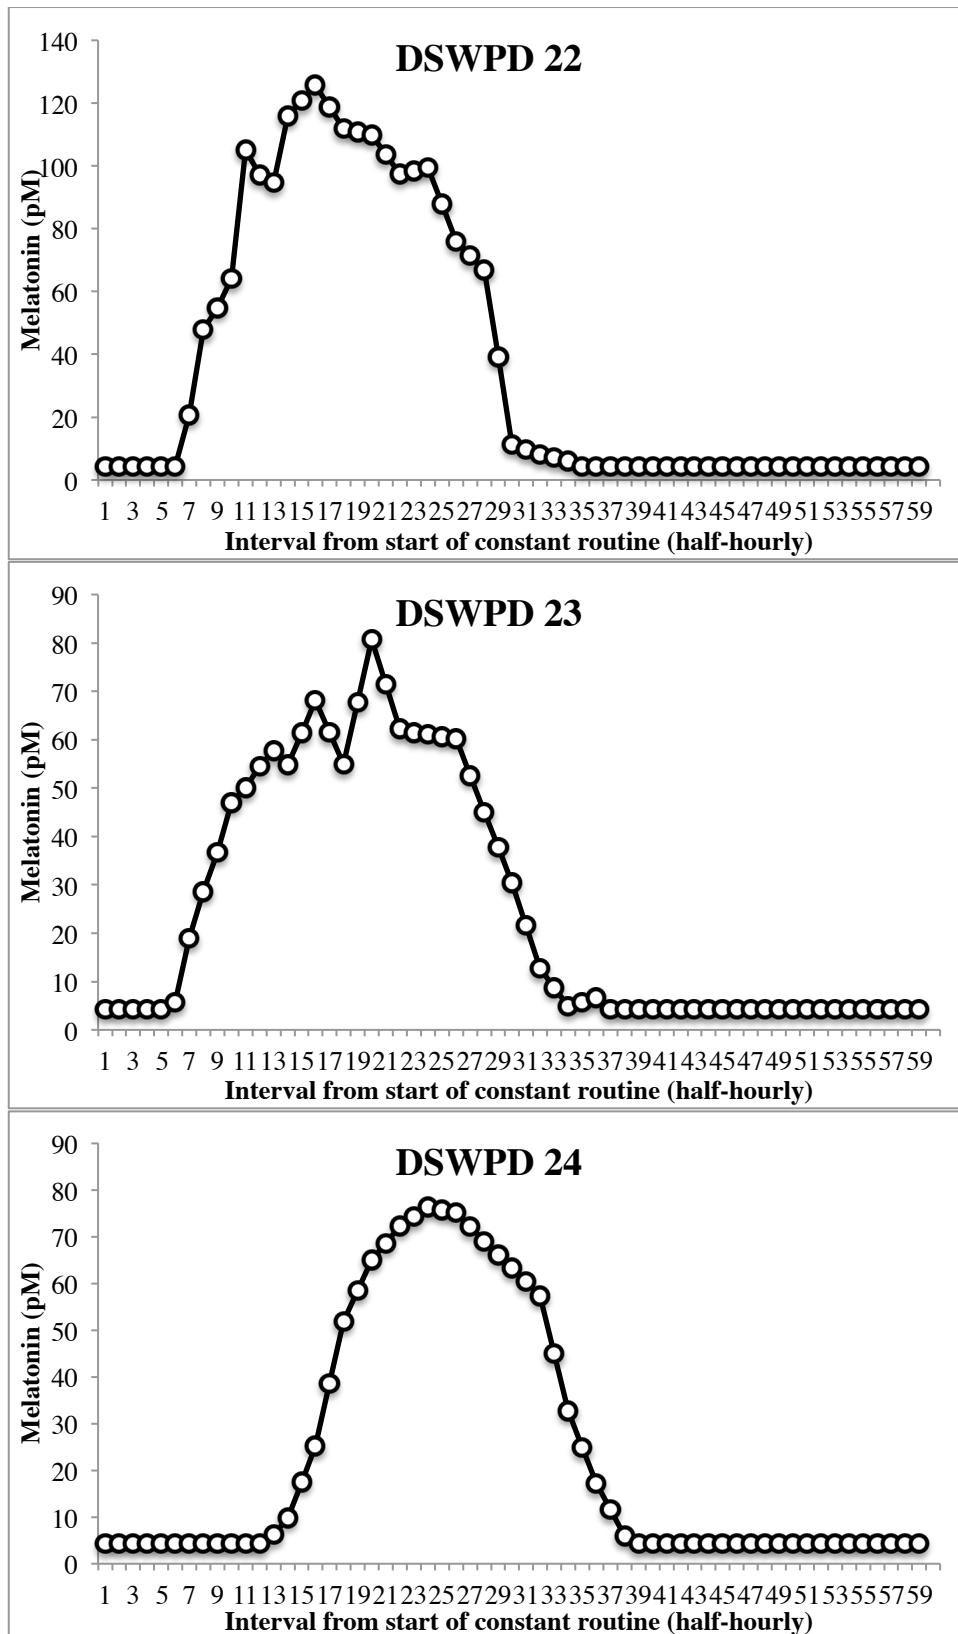 DSWPD 22
Melatonin (pM)
140
120
100
80
60
40
20
0
1 3 5 7 9 11 13 15 17 19 21 23 25 27 29 31 33 35 37 39 41 43 45 47 49 51 53 55 57 59
Interval from start of constant routine (half-hourly)
DSWPD 23
Melatonin (pM)
90
80
70
60
50
40
30
20
10
0
1 3 5 7 9 11 13 15 17 19 21 23 25 27 29 31 33 35 37 39 41 43 45 47 49 51 53 55 57 59
Interval from start of constant routine (half-hourly)
DSWPD 24
Melatonin (pM)
90
80
70
60
50
40
30
20
10
0
1 3 5 7 9 11 13 15 17 19 21 23 25 27 29 31 33 35 37 39 41 43 45 47 49 51 53 55 57 59
Interval from start of constant routine (half-hourly)